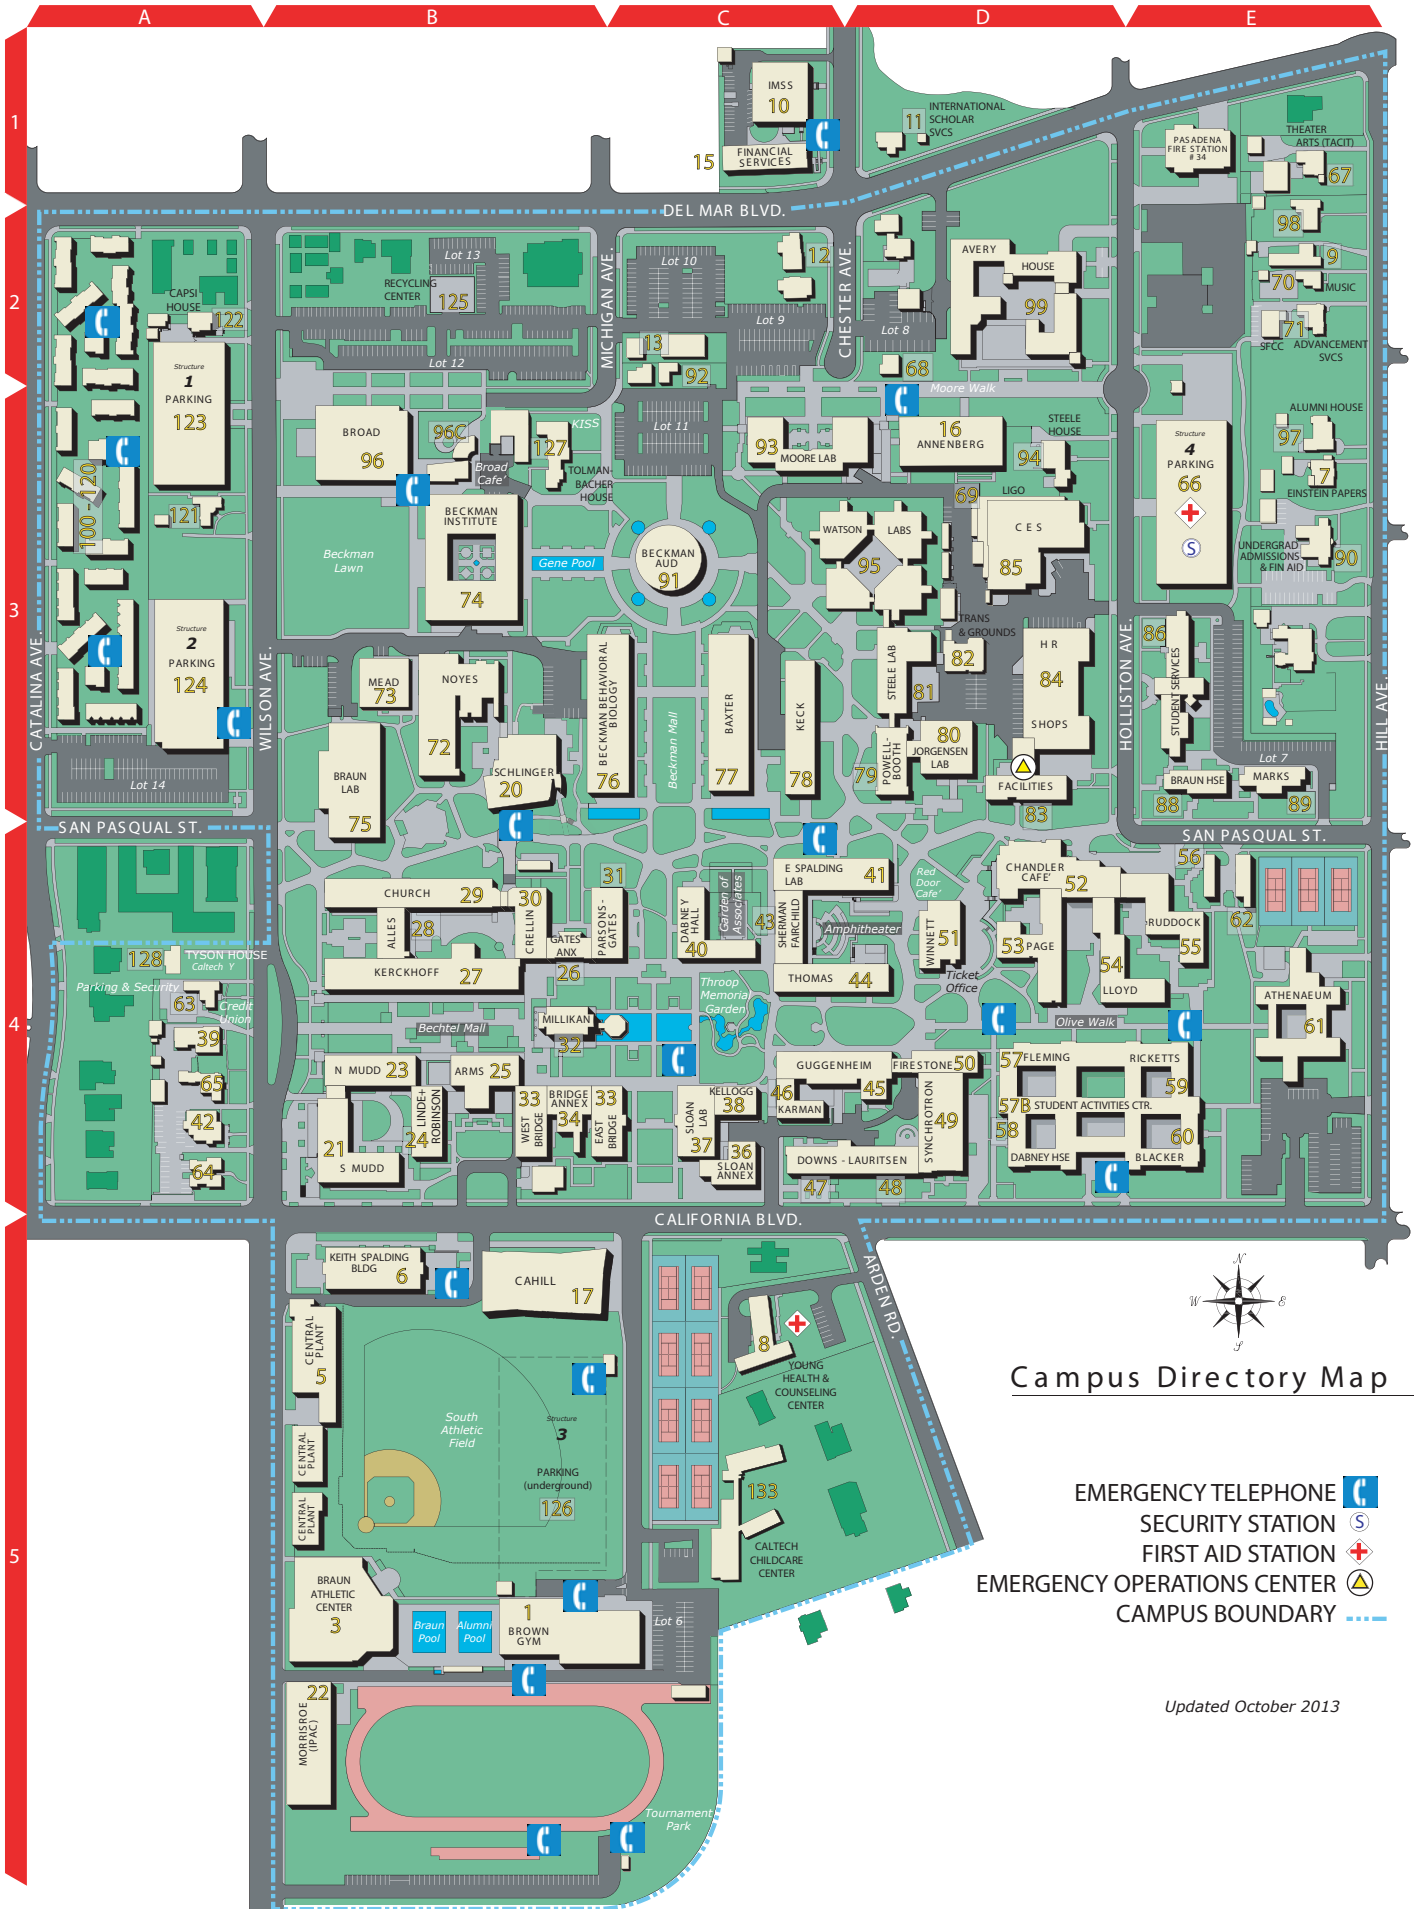 A
B
C
D
E
1
2
3
4
5
IMSS
10
15
FINANCIAL
SERVICES
11
INTERNATIONAL
SCHOLAR
SVCS
PASADENA
FIRE STATION
# 34
THEATER
ARTS (TACIT)
67
98
9
70
MUSIC
71
SFCC
ADVANCEMENT
SVCS
DEL MAR BLVD.
CAPSI
HOUSE
122
Lot 13
RECYCLING
CENTER
125
Lot 12
MICHIGAN AVE.
Lot 10
12
Lot 9
13
92
CHESTER AVE.
Lot 8
68
AVERY
HOUSE
99
Moore Walk
Structure
1
PARKING
123
100 - 120
121
BROAD
96
96C
Broad
Cafe'
KISS
127
TOLMAN-
BACHER
HOUSE
Lot 11
93
MOORE LAB
16
ANNENBERG
STEELE
HOUSE
94
Structure
4
PARKING
66
S
ALUMNI HOUSE
97
7
EINSTEIN PAPERS
UNDERGRAD
ADMISSIONS
& FIN AID
90
BECKMAN
INSTITUTE
74
Beckman
Lawn
Gene Pool
BECKMAN
AUD
91
WATSON
LABS
95
69
LIGO
C E S
85
TRANS
& GROUNDS
82
H R
84
SHOPS
STEELE LAB
81
86
STUDENT SERVICES
HOLLISTON AVE.
HILL AVE.
CATALINA AVE.
WILSON AVE.
Structure
2
PARKING
124
Lot 14
MEAD
73
NOYES
72
SCHLINGER
20
BRAUN
LAB
75
BECKMAN BEHAVIORAL
BIOLOGY
76
Beckman Mall
BAXTER
77
KECK
78
79
POWELL-
BOOTH
80
JORGENSEN
LAB
FACILITIES
83
Lot 7
BRAUN HSE
88
MARKS
89
SAN PASQUAL ST.
SAN PASQUAL ST.
CHURCH
29
ALLES
28
30
CRELLIN
31
PARSONS-
GATES
GATES
ANX
26
KERCKHOFF
27
DABNEY
HALL
40
Garden of
Associates
43
E SPALDING
LAB
41
SHERMAN
FAIRCHILD
Amphitheater
THOMAS
44
Red
Door
Cafe'
WINNETT
51
Ticket
Office
CHANDLER
CAFE'
52
53
PAGE
54
LLOYD
RUDDOCK
55
56
62
ATHENAEUM
61
128
TYSON HOUSE
Caltech Y
Parking & Security
63
Credit
Union
39
65
42
64
Bechtel Mall
MILLIKAN
32
Throop
Memorial
Garden
Olive Walk
N MUDD
23
21
S MUDD
24
LINDE+
ROBINSON
ARMS
25
33
WEST
BRIDGE
BRIDGE
ANNEX
34
33
EAST
BRIDGE
SLOAN
LAB
37
KELLOGG
38
36
SLOAN
ANNEX
GUGGENHEIM
45
46
KARMAN
FIRESTONE
50
SYNCHROTRON
49
DOWNS - LAURITSEN
47
48
57
FLEMING
RICKETTS
59
57B
STUDENT ACTIVITIES CTR.
58
60
DABNEY HSE
BLACKER
CALIFORNIA BLVD.
KEITH SPALDING
BLDG
6
CAHILL
17
CENTRAL
PLANT
5
CENTRAL
PLANT
CENTRAL
PLANT
South
Athletic
Field
Structure
3
PARKING
(underground)
126
8
YOUNG
HEALTH &
COUNSELING
CENTER
ARDEN RD.
133
CALTECH
CHILDCARE
CENTER
BRAUN
ATHLETIC
CENTER
3
Braun
Pool
Alumni
Pool
1
BROWN
GYM
Lot 6
22
MORRISROE
(IPAC)
Tournament
Park
N
W
E
S
Campus Directory Map
EMERGENCY TELEPHONE
SECURITY STATION S
FIRST AID STATION
EMERGENCY OPERATIONS CENTER
CAMPUS BOUNDARY
Updated October 2013